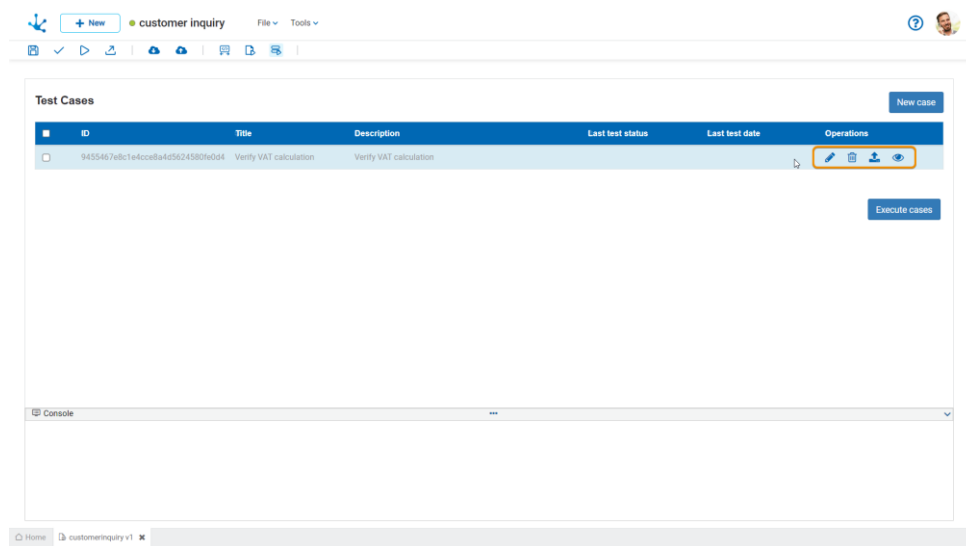 New customer inquiry File Tools
Test Cases
New case
ID Title Description Last test status Last test date Operations
9455467e8c1e4cce8a4d5624580fe0d4 Verify VAT calculation Verify VAT calculation
Execute cases
Console
Home customerinquiry v1